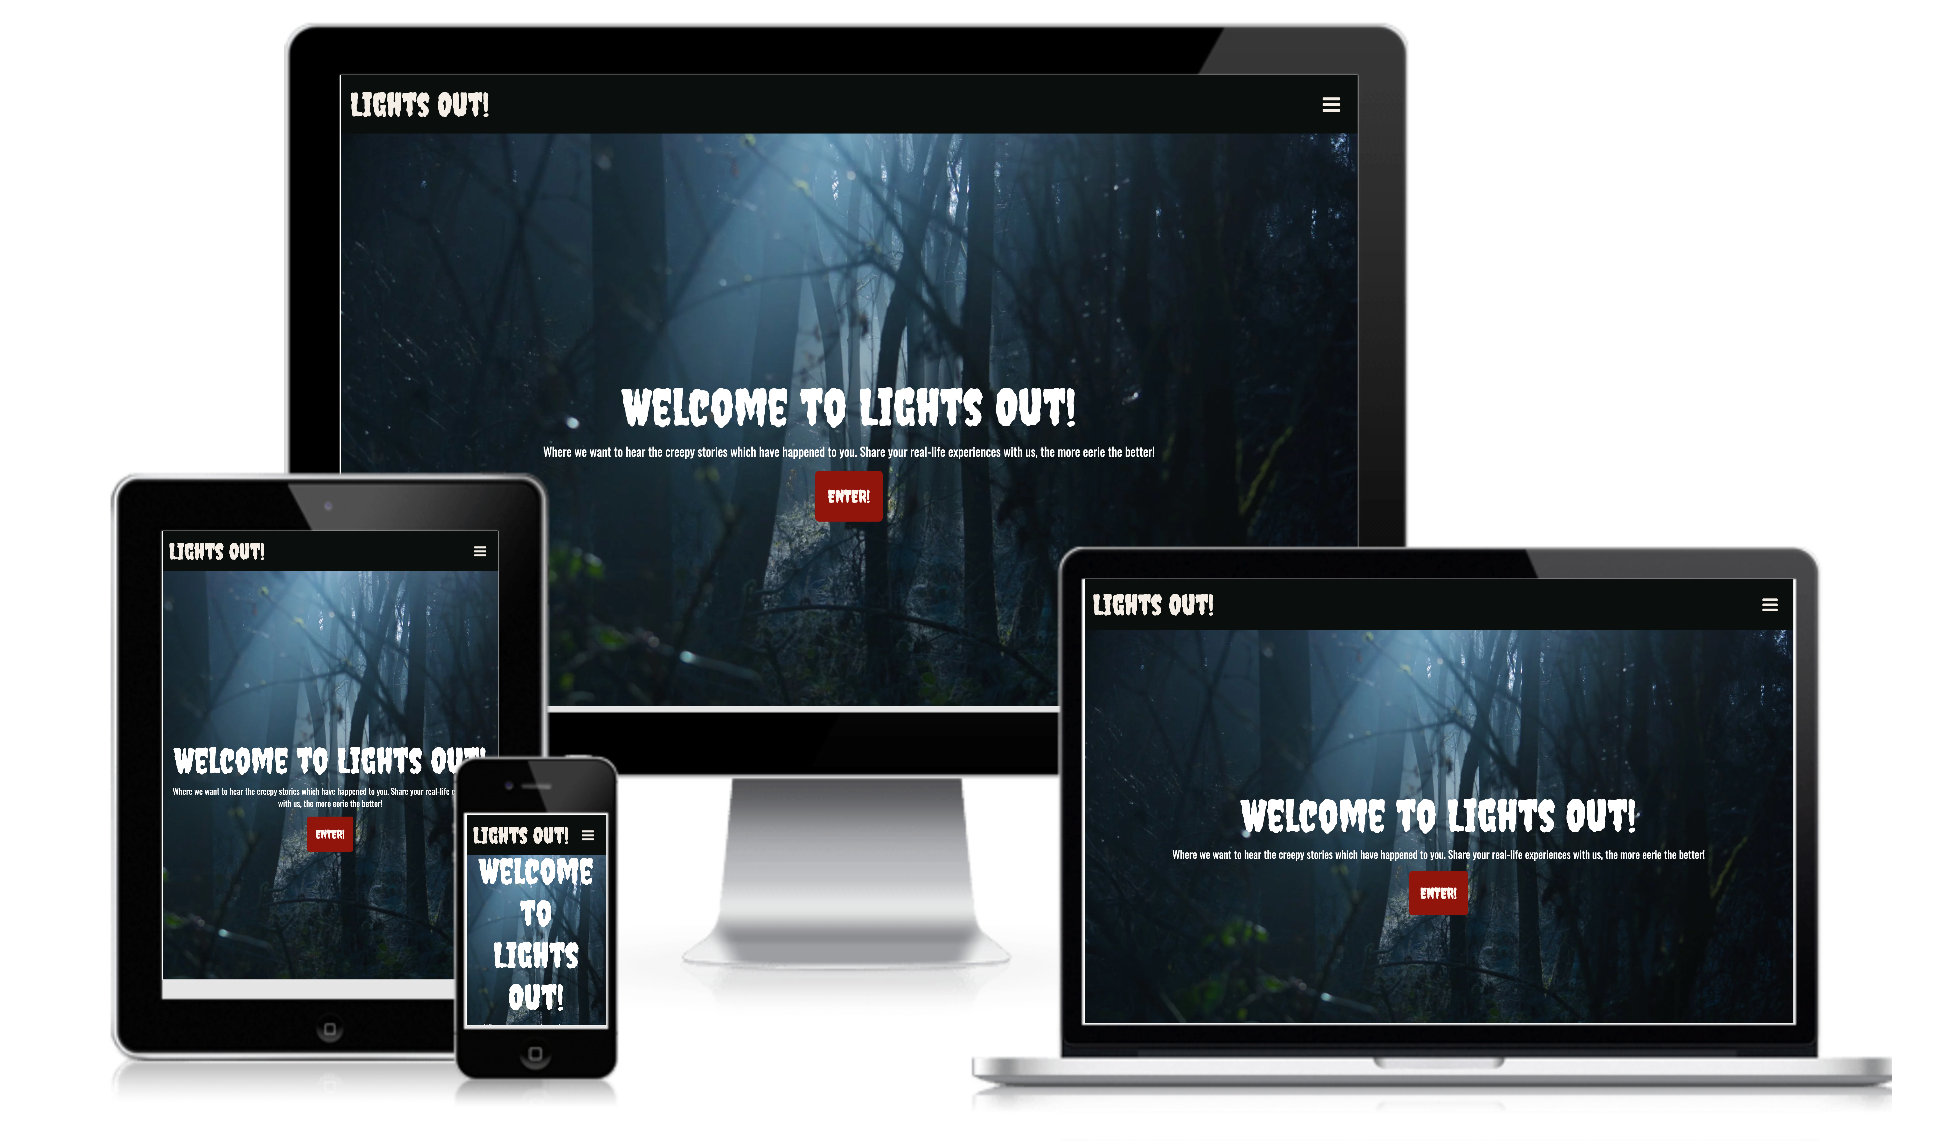 LIGHTS OUT!
WELCOME TO LIGHTS OUT!
Where we want to hear the creepy stories which have happened to you. Share your real-life experiences with us, the more eerie the better!
ENTER!
LIGHTS OUT!
WELCOME TO LIGHTS OUT!
Where we want to hear the creepy stories which have happened to you. Share your real-life
with us, the more eerie the better!
ENTER!
LIGHTS OUT!
WELCOME
TO
LIGHTS
OUT!
LIGHTS OUT!
WELCOME TO LIGHTS OUT!
Where we want to hear the creepy stories which have happened to you. Share your real-life experiences with us, the more eerie the better!
ENTER!